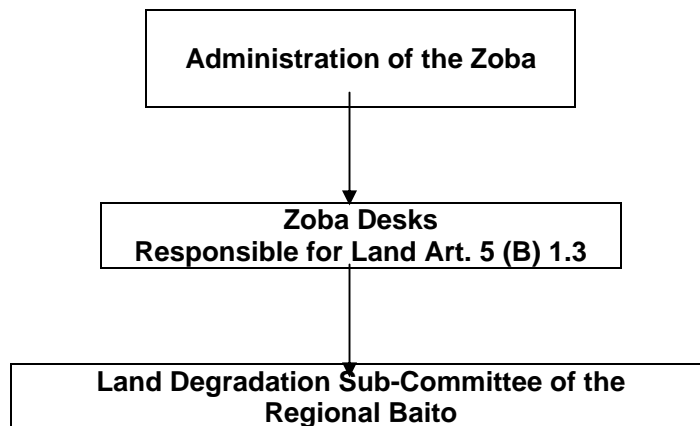 Administration of the Zoba
Zoba Desks
Responsible for Land Art. 5 (B) 1.3
Land Degradation Sub-Committee of the
Regional Baito